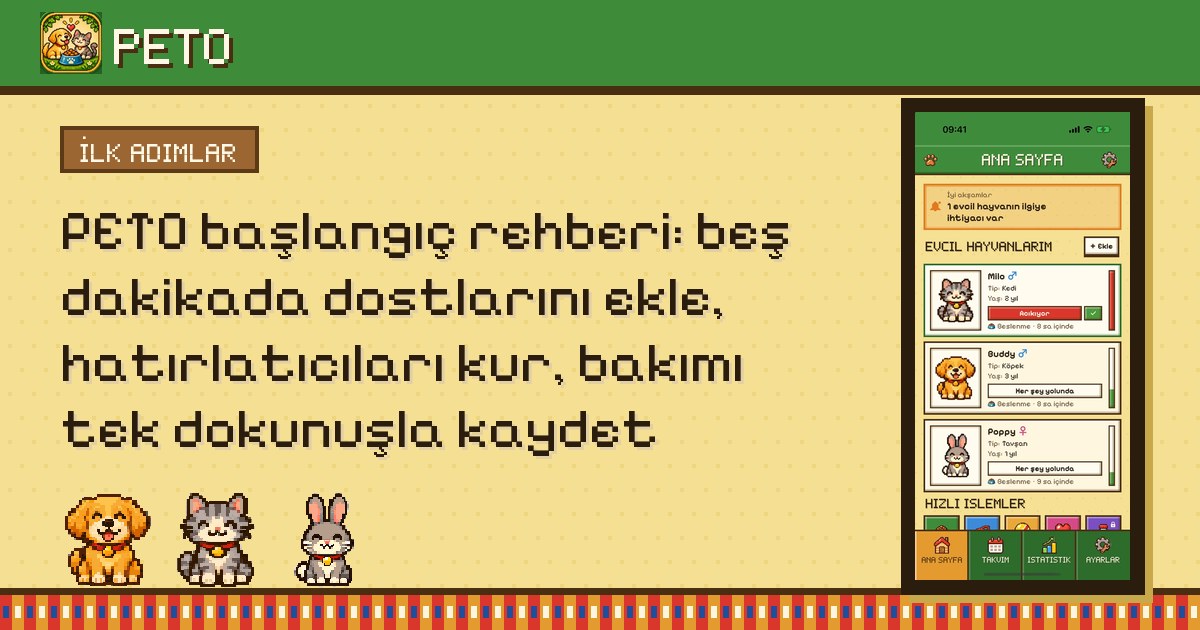 PETO
İLK ADIMLAR
PETO başlangıç rehberi: beş
dakikada dostlarını ekle,
hatırlatıcıları kur, bakımı
tek dokunuşla kaydet
09:41
ANA SAYFA
İyi akşamlar
1 evcil hayvanın ilgiye
ihtiyacı var
EVCIL HAYVANLARIM
+ Ekle
Milo ♂
Tip: Kedi
Yaş: 2 yıl
Acıkıyor
Beslenme · 8 sa içinde
Buddy ♂
Tip: Köpek
Yaş: 3 yıl
Her şey yolunda
Beslenme · 8 sa içinde
Poppy ♀
Tip: Tavşan
Yaş: 1 yıl
Her şey yolunda
Beslenme · 9 sa içinde
HIZLI ISLEMLER
ANA SAYFA
TAKVIM
ISTATISTIK
AYARLAR